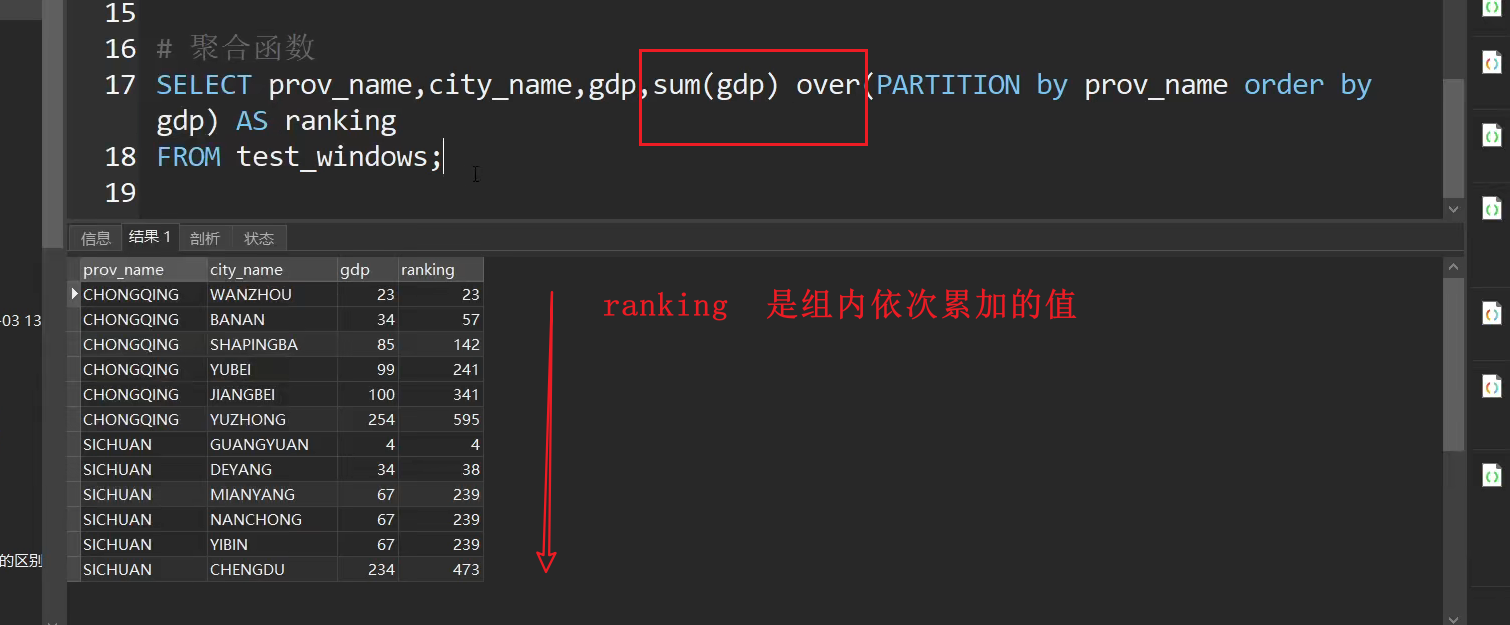 15
16 # 聚合函数
17 SELECT prov_name,city_name,gdp,sum(gdp) over(PARTITION by prov_name order by
gdp) AS ranking
18 FROM test_windows;
19
信息 结果 1 剖析 状态
prov_name city_name gdp ranking
CHONGQING WANZHOU 23 23
ranking 是组内依次累加的值
CHONGQING BANAN 34 57
-03 13
CHONGQING SHAPINGBA 85 142
CHONGQING YUBEI 99 241
CHONGQING JIANGBEI 100 341
CHONGQING YUZHONG 254 595
SICHUAN GUANGYUAN 4 4
SICHUAN DEYANG 34 38
SICHUAN MIANYANG 67 239
SICHUAN NANCHONG 67 239
SICHUAN YIBIN 67 239
的区别
SICHUAN CHENGDU 234 473